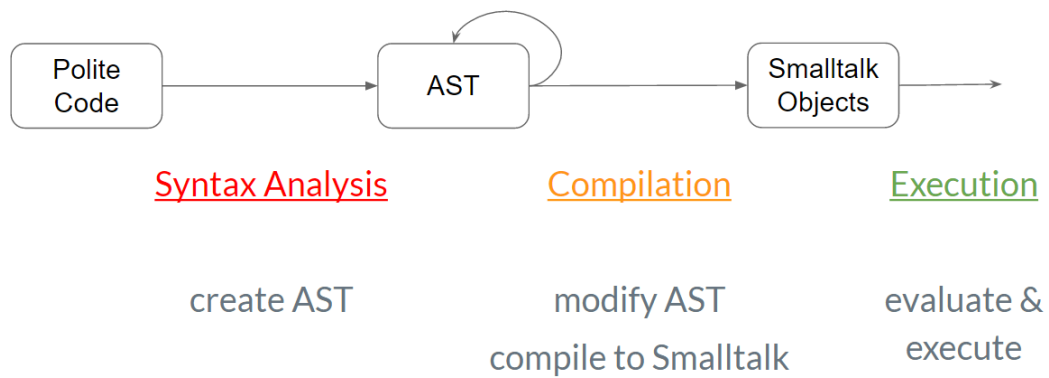 Polite
Code
AST
Smalltalk
Objects
Syntax Analysis
Compilation
Execution
create AST
modify AST
compile to Smalltalk
evaluate &
execute